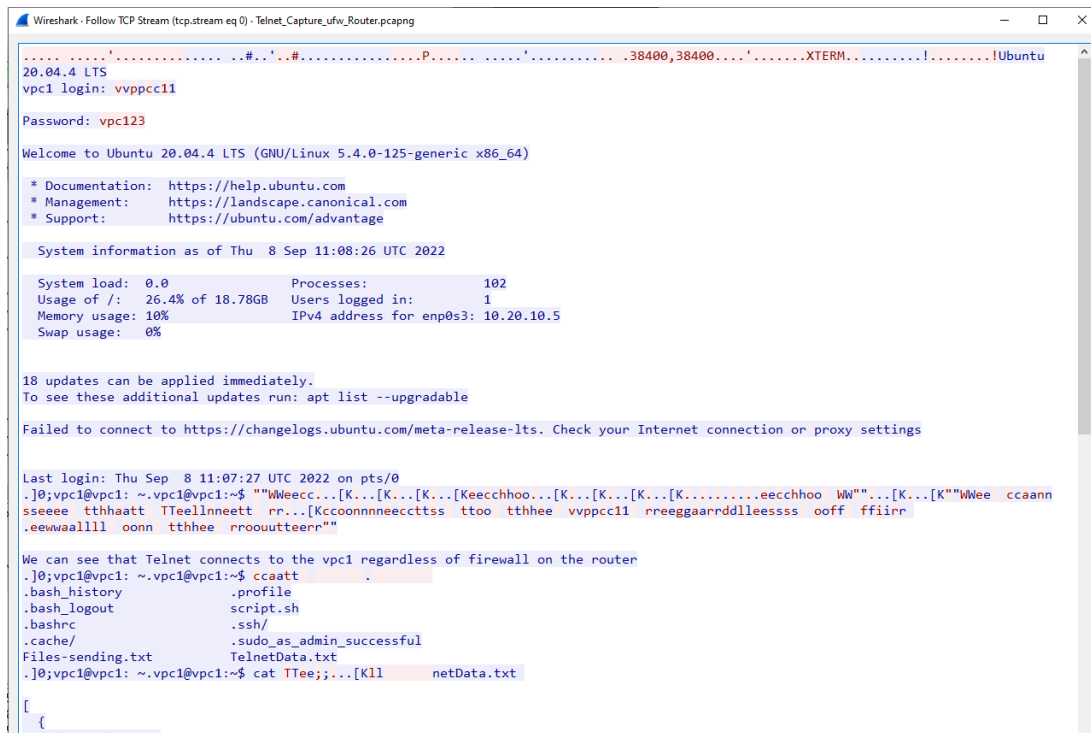 Wireshark · Follow TCP Stream (tcp.stream eq 0) · Telnet_Capture_ufw_Router.pcapng
..... .....'.............. ..#..'..#................P...... .....'........... .38400,38400....'.......XTERM..........!........!Ubuntu
20.04.4 LTS
vpc1 login: vvppcc11
Password: vpc123
Welcome to Ubuntu 20.04.4 LTS (GNU/Linux 5.4.0-125-generic x86_64)
* Documentation: https://help.ubuntu.com
* Management: https://landscape.canonical.com
* Support: https://ubuntu.com/advantage
System information as of Thu 8 Sep 11:08:26 UTC 2022
System load: 0.0 Processes: 102
Usage of /: 26.4% of 18.78GB Users logged in: 1
Memory usage: 10% IPv4 address for enp0s3: 10.20.10.5
Swap usage: 0%
18 updates can be applied immediately.
To see these additional updates run: apt list --upgradable
Failed to connect to https://changelogs.ubuntu.com/meta-release-lts. Check your Internet connection or proxy settings
Last login: Thu Sep 8 11:07:27 UTC 2022 on pts/0
.]0;vpc1@vpc1: ~.vpc1@vpc1:~$ ""WWeecc...[K...[K...[K...[Keecchhoo...[K...[K...[K...[K..........eecchhoo WW""...[K...[K""WWee ccaann
sseeee tthhaatt TTeellnneett rr...[Kccoonnnneeccttss ttoo tthhee vvppcc11 rreeggaarrddlleessss ooff ffiirr
.eewwaallll oonn tthhee rroouutteerr""
We can see that Telnet connects to the vpc1 regardless of firewall on the router
.]0;vpc1@vpc1: ~.vpc1@vpc1:~$ ccaatt .
.bash_history .profile
.bash_logout script.sh
.bashrc .ssh/
.cache/ .sudo_as_admin_successful
Files-sending.txt TelnetData.txt
.]0;vpc1@vpc1: ~.vpc1@vpc1:~$ cat TTee;;...[Kll netData.txt
[
{